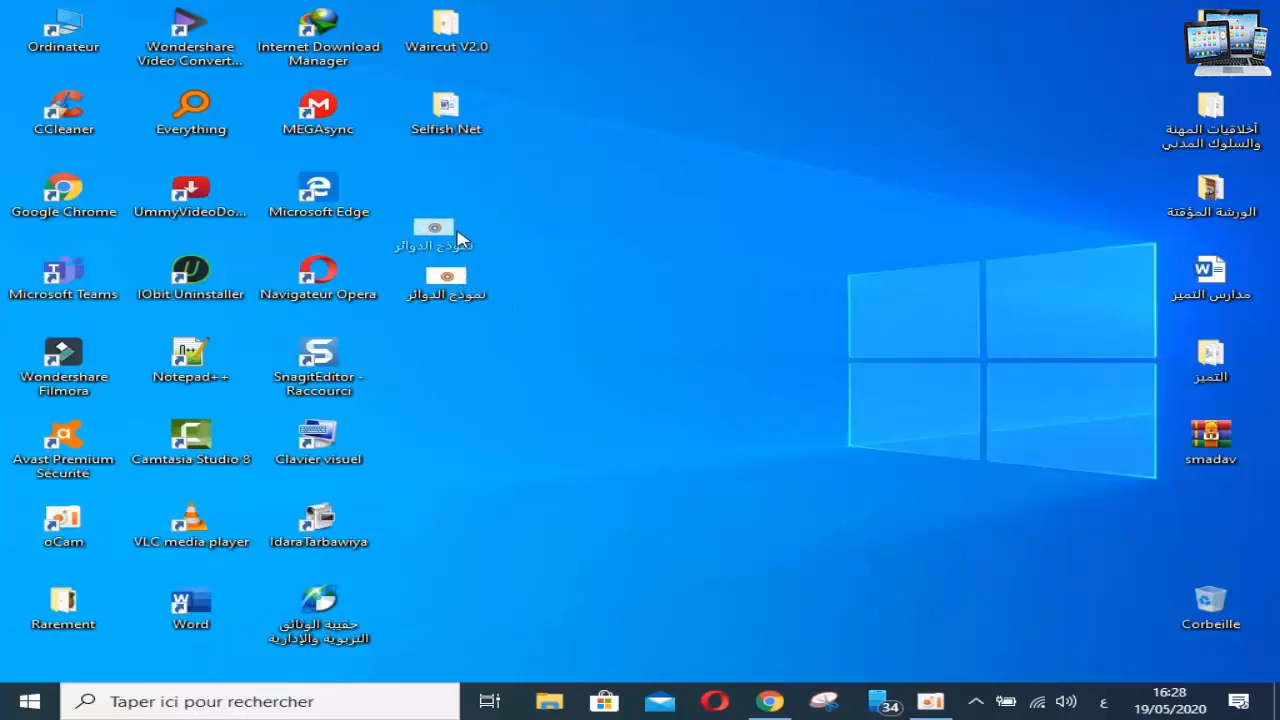 Ordinateur
Wondershare
Video Convert...
Internet Download
Manager
Waircut V2.0
CCleaner
Everything
MEGAsync
Selfish Net
أخلاقيات المهنة
والسلوك المدني
Google Chrome
UmmyVideoDo...
Microsoft Edge
نموذج الدوائر
الورشة المؤقتة
Microsoft Teams
IObit Uninstaller
Navigateur Opera
نموذج الدوائر
مدارس التميز
Wondershare
Filmora
Notepad++
SnagitEditor -
Raccourci
التميز
Avast Premium
Sécurité
Camtasia Studio 8
Clavier visuel
smadav
oCam
VLC media player
IdaraTarbawiya
Rarement
Word
حقيبة الوثائق
التربوية والإدارية
Corbeille
Taper ici pour rechercher
34
ع
16:28
19/05/2020